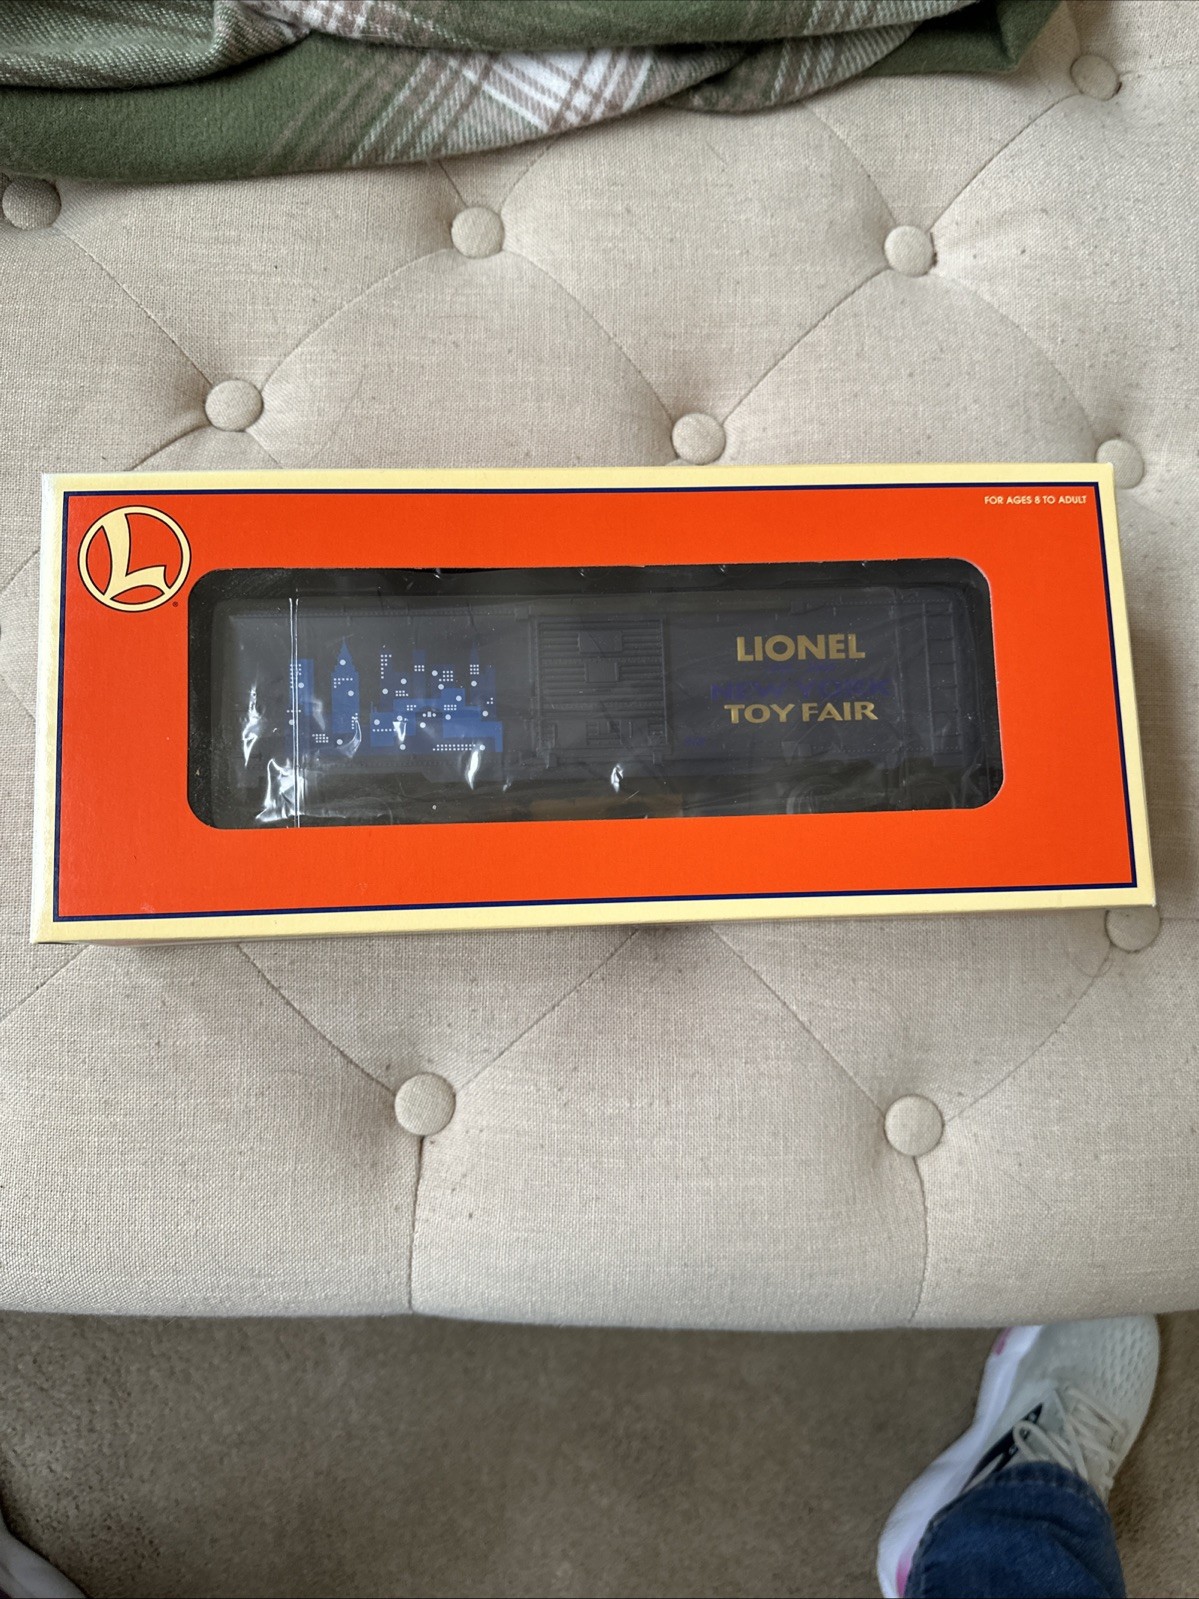 FOR AGES 8 TO ADULT
L
LIONEL
NEW YORK
TOY FAIR